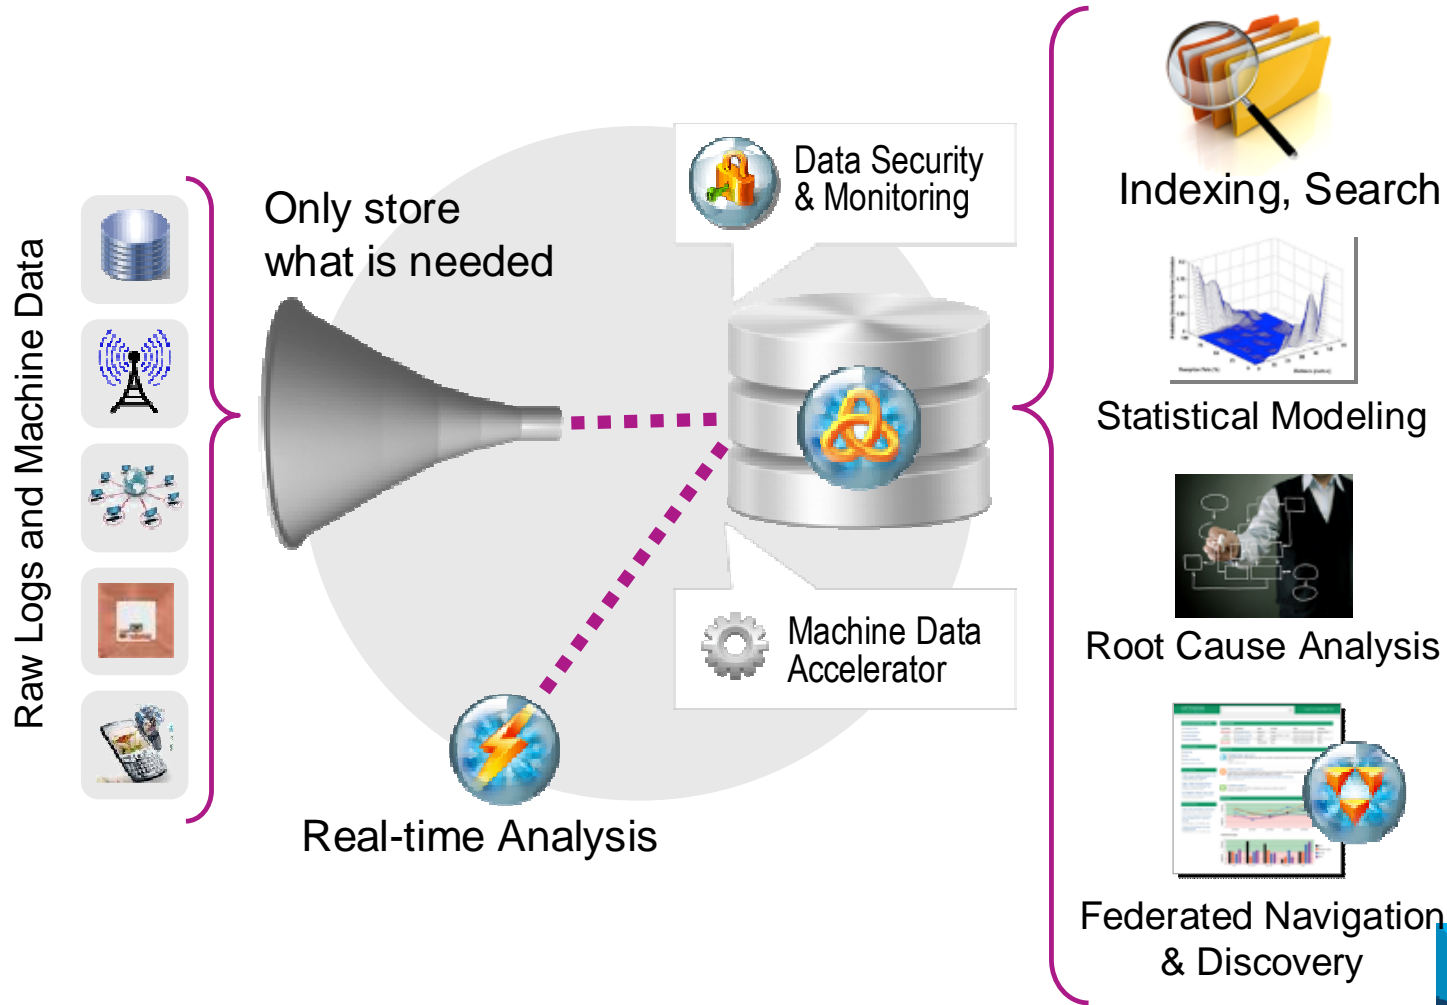 Raw Logs and Machine Data
Only store
what is needed
Data Security
& Monitoring
Machine Data
Accelerator
Real-time Analysis
Indexing, Search
Statistical Modeling
Root Cause Analysis
Federated Navigation
& Discovery